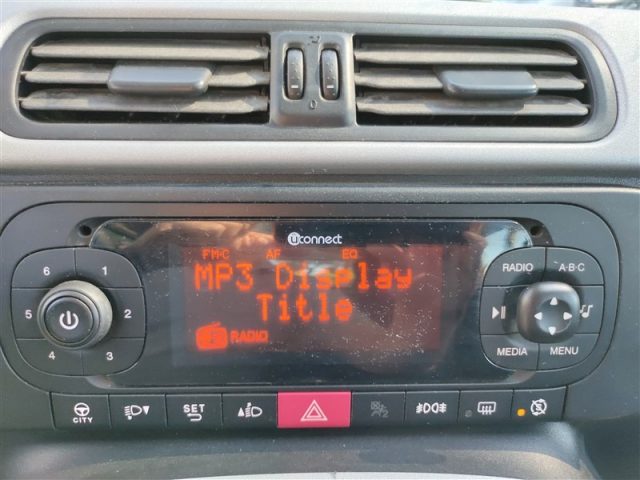 uconnect
FM-C AF EQ
MP3 Display
Title
RADIO
6 1
5 2
4 3
RADIO A-B-C
MEDIA MENU
CITY
SET